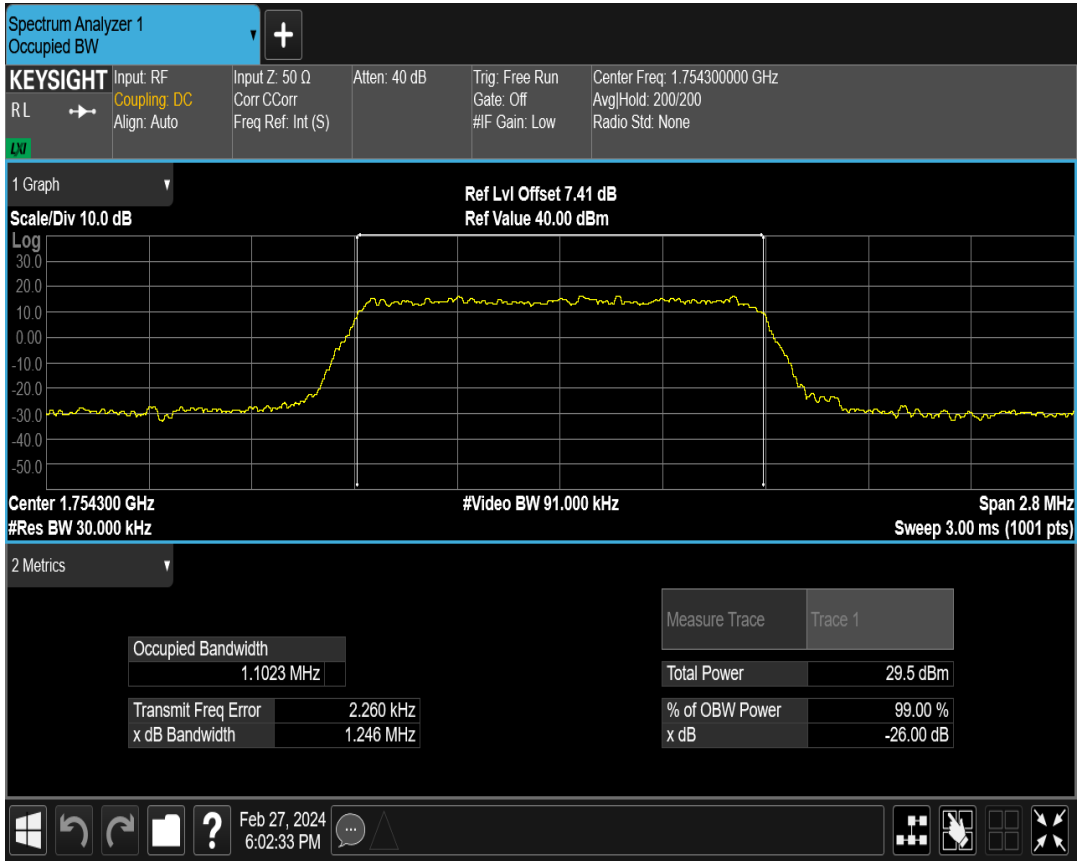 Spectrum Analyzer 1
Occupied BW
KEYSIGHT
R L
LXI
Input: RF
Coupling: DC
Align: Auto
Input Z: 50 Ω
Corr CCorr
Freq Ref: Int (S)
Atten: 40 dB
Trig: Free Run
Gate: Off
#IF Gain: Low
Center Freq: 1.754300000 GHz
Avg|Hold: 200/200
Radio Std: None
1 Graph
Scale/Div 10.0 dB
Ref Lvl Offset 7.41 dB
Ref Value 40.00 dBm
Log
30.0
20.0
10.0
0.00
-10.0
-20.0
-30.0
-40.0
-50.0
Center 1.754300 GHz
#Video BW 91.000 kHz
Span 2.8 MHz
#Res BW 30.000 kHz
Sweep 3.00 ms (1001 pts)
2 Metrics
Measure Trace Trace 1
Occupied Bandwidth
1.1023 MHz
Total Power 29.5 dBm
Transmit Freq Error 2.260 kHz
% of OBW Power 99.00 %
x dB Bandwidth 1.246 MHz
x dB -26.00 dB
Feb 27, 2024
6:02:33 PM